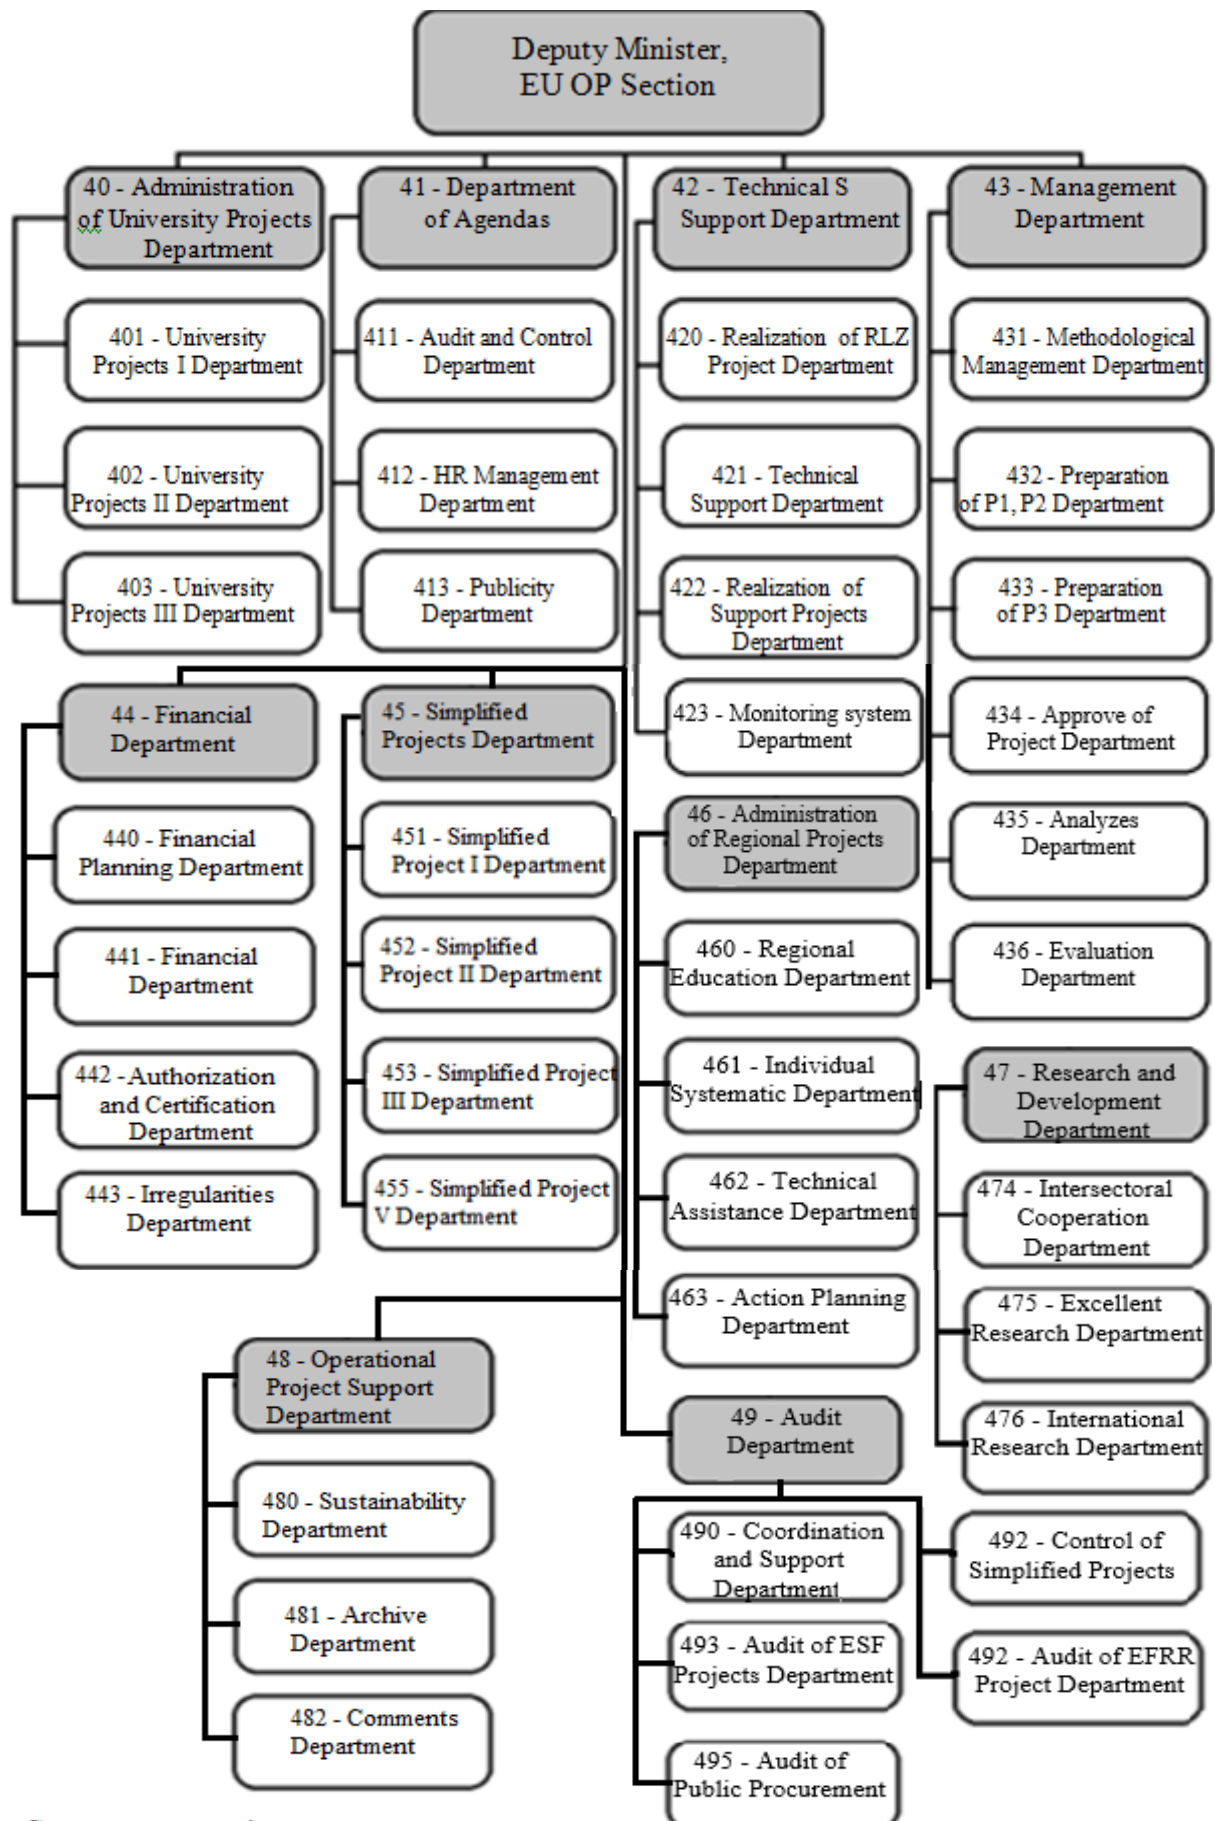 Deputy Minister,
EU OP Section
40 - Administration
of University Projects
Department
41 - Department
of Agendas
42 - Technical S
Support Department
43 - Management
Department
401 - University
Projects I Department
411 - Audit and Control
Department
420 - Realization of RLZ
Project Department
431 - Methodological
Management Department
402 - University
Projects II Department
412 - HR Management
Department
421 - Technical
Support Department
432 - Preparation
of P1, P2 Department
403 - University
Projects III Department
413 - Publicity
Department
422 - Realization of
Support Projects
Department
433 - Preparation
of P3 Department
44 - Financial
Department
45 - Simplified
Projects Department
423 - Monitoring system
Department
434 - Approve of
Project Department
440 - Financial
Planning Department
451 - Simplified
Project I Department
46 - Administration
of Regional Projects
Department
435 - Analyzes
Department
441 - Financial
Department
452 - Simplified
Project II Department
460 - Regional
Education Department
436 - Evaluation
Department
442 - Authorization
and Certification
Department
453 - Simplified Project
III Department
461 - Individual
Systematic Department
47 - Research and
Development
Department
443 - Irregularities
Department
455 - Simplified Project
V Department
462 - Technical
Assistance Department
474 - Intersectoral
Cooperation
Department
463 - Action Planning
Department
475 - Excellent
Research Department
48 - Operational
Project Support
Department
49 - Audit
Department
476 - International
Research Department
480 - Sustainability
Department
490 - Coordination
and Support
Department
492 - Control of
Simplified Projects
481 - Archive
Department
493 - Audit of ESF
Projects Department
492 - Audit of EFRR
Project Department
482 - Comments
Department
495 - Audit of
Public Procurement